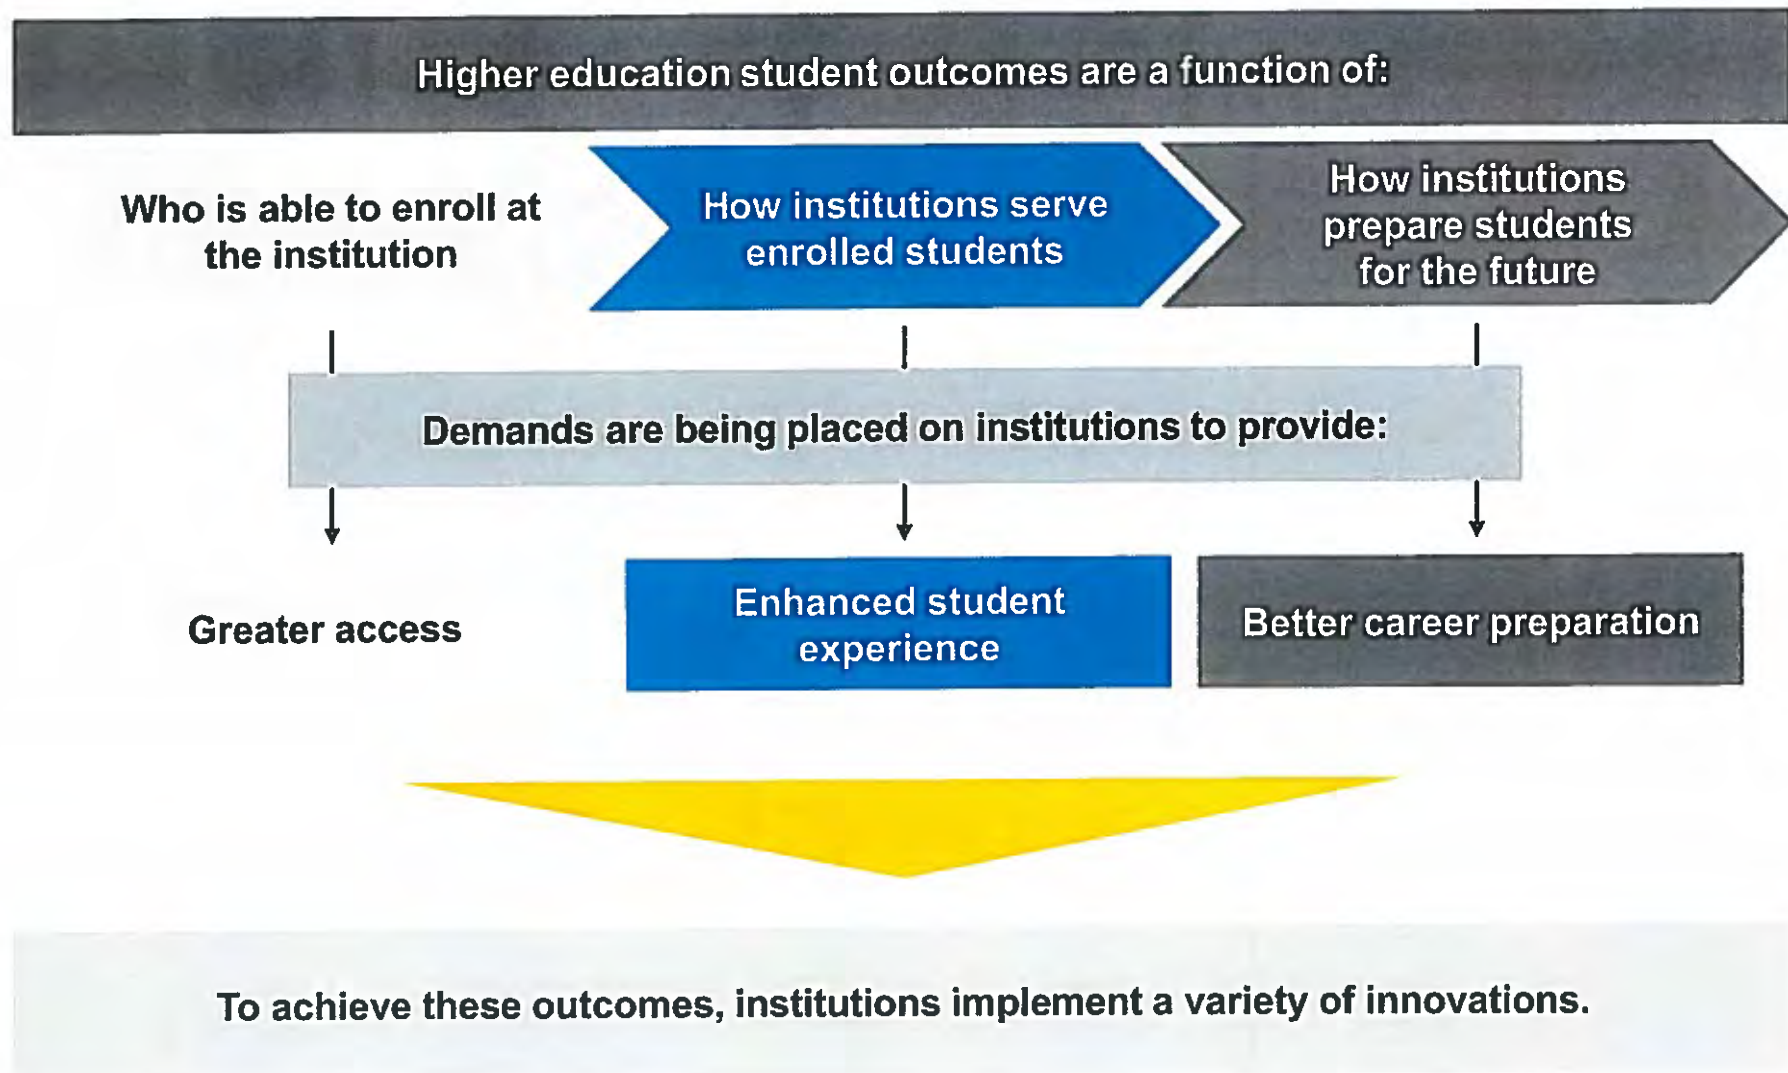 Higher education student outcomes are a function of:
Who is able to enroll at
the institution
How institutions serve
enrolled students
How institutions
prepare students
for the future
Demands are being placed on institutions to provide:
Greater access
Enhanced student
experience
Better career preparation
To achieve these outcomes, institutions implement a variety of innovations.